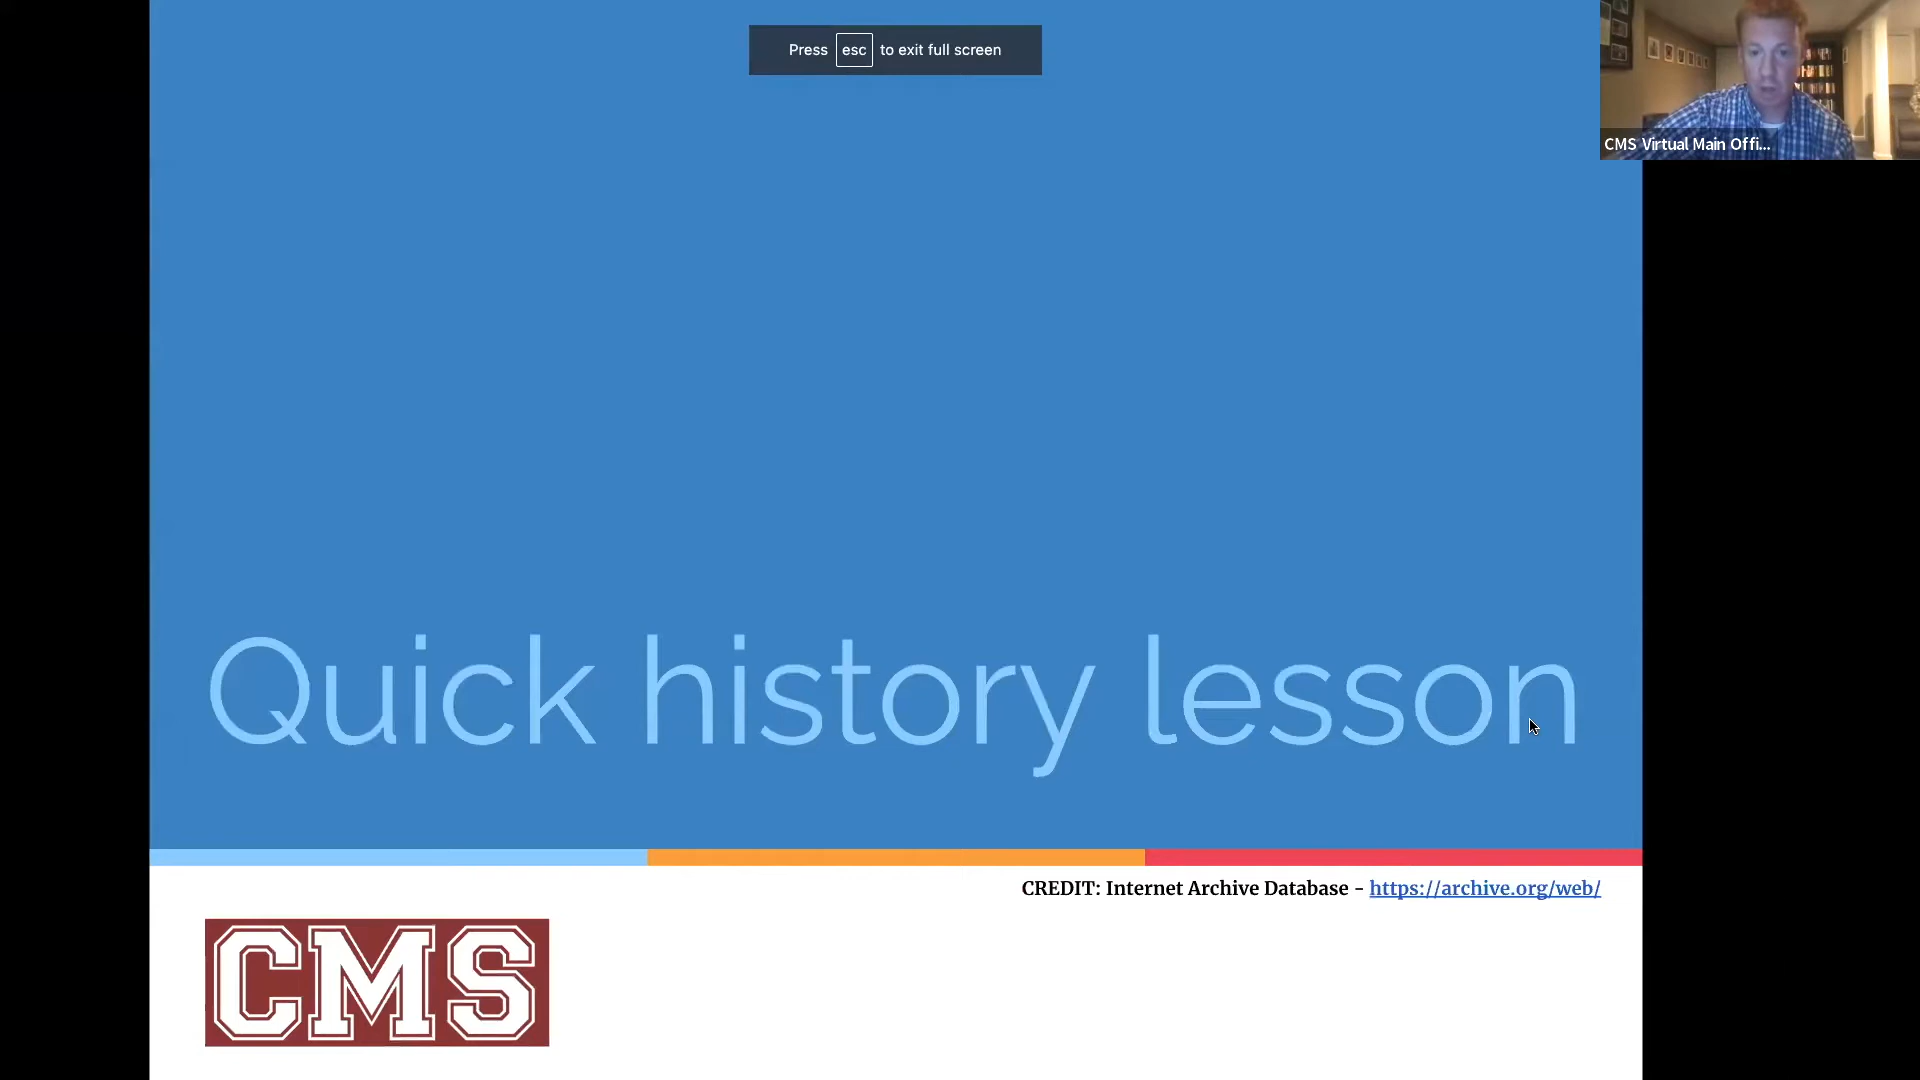 Press esc to exit full screen
CMS Virtual Main Offi...
Quick history lesson
CREDIT: Internet Archive Database - https://archive.org/web/
CMS